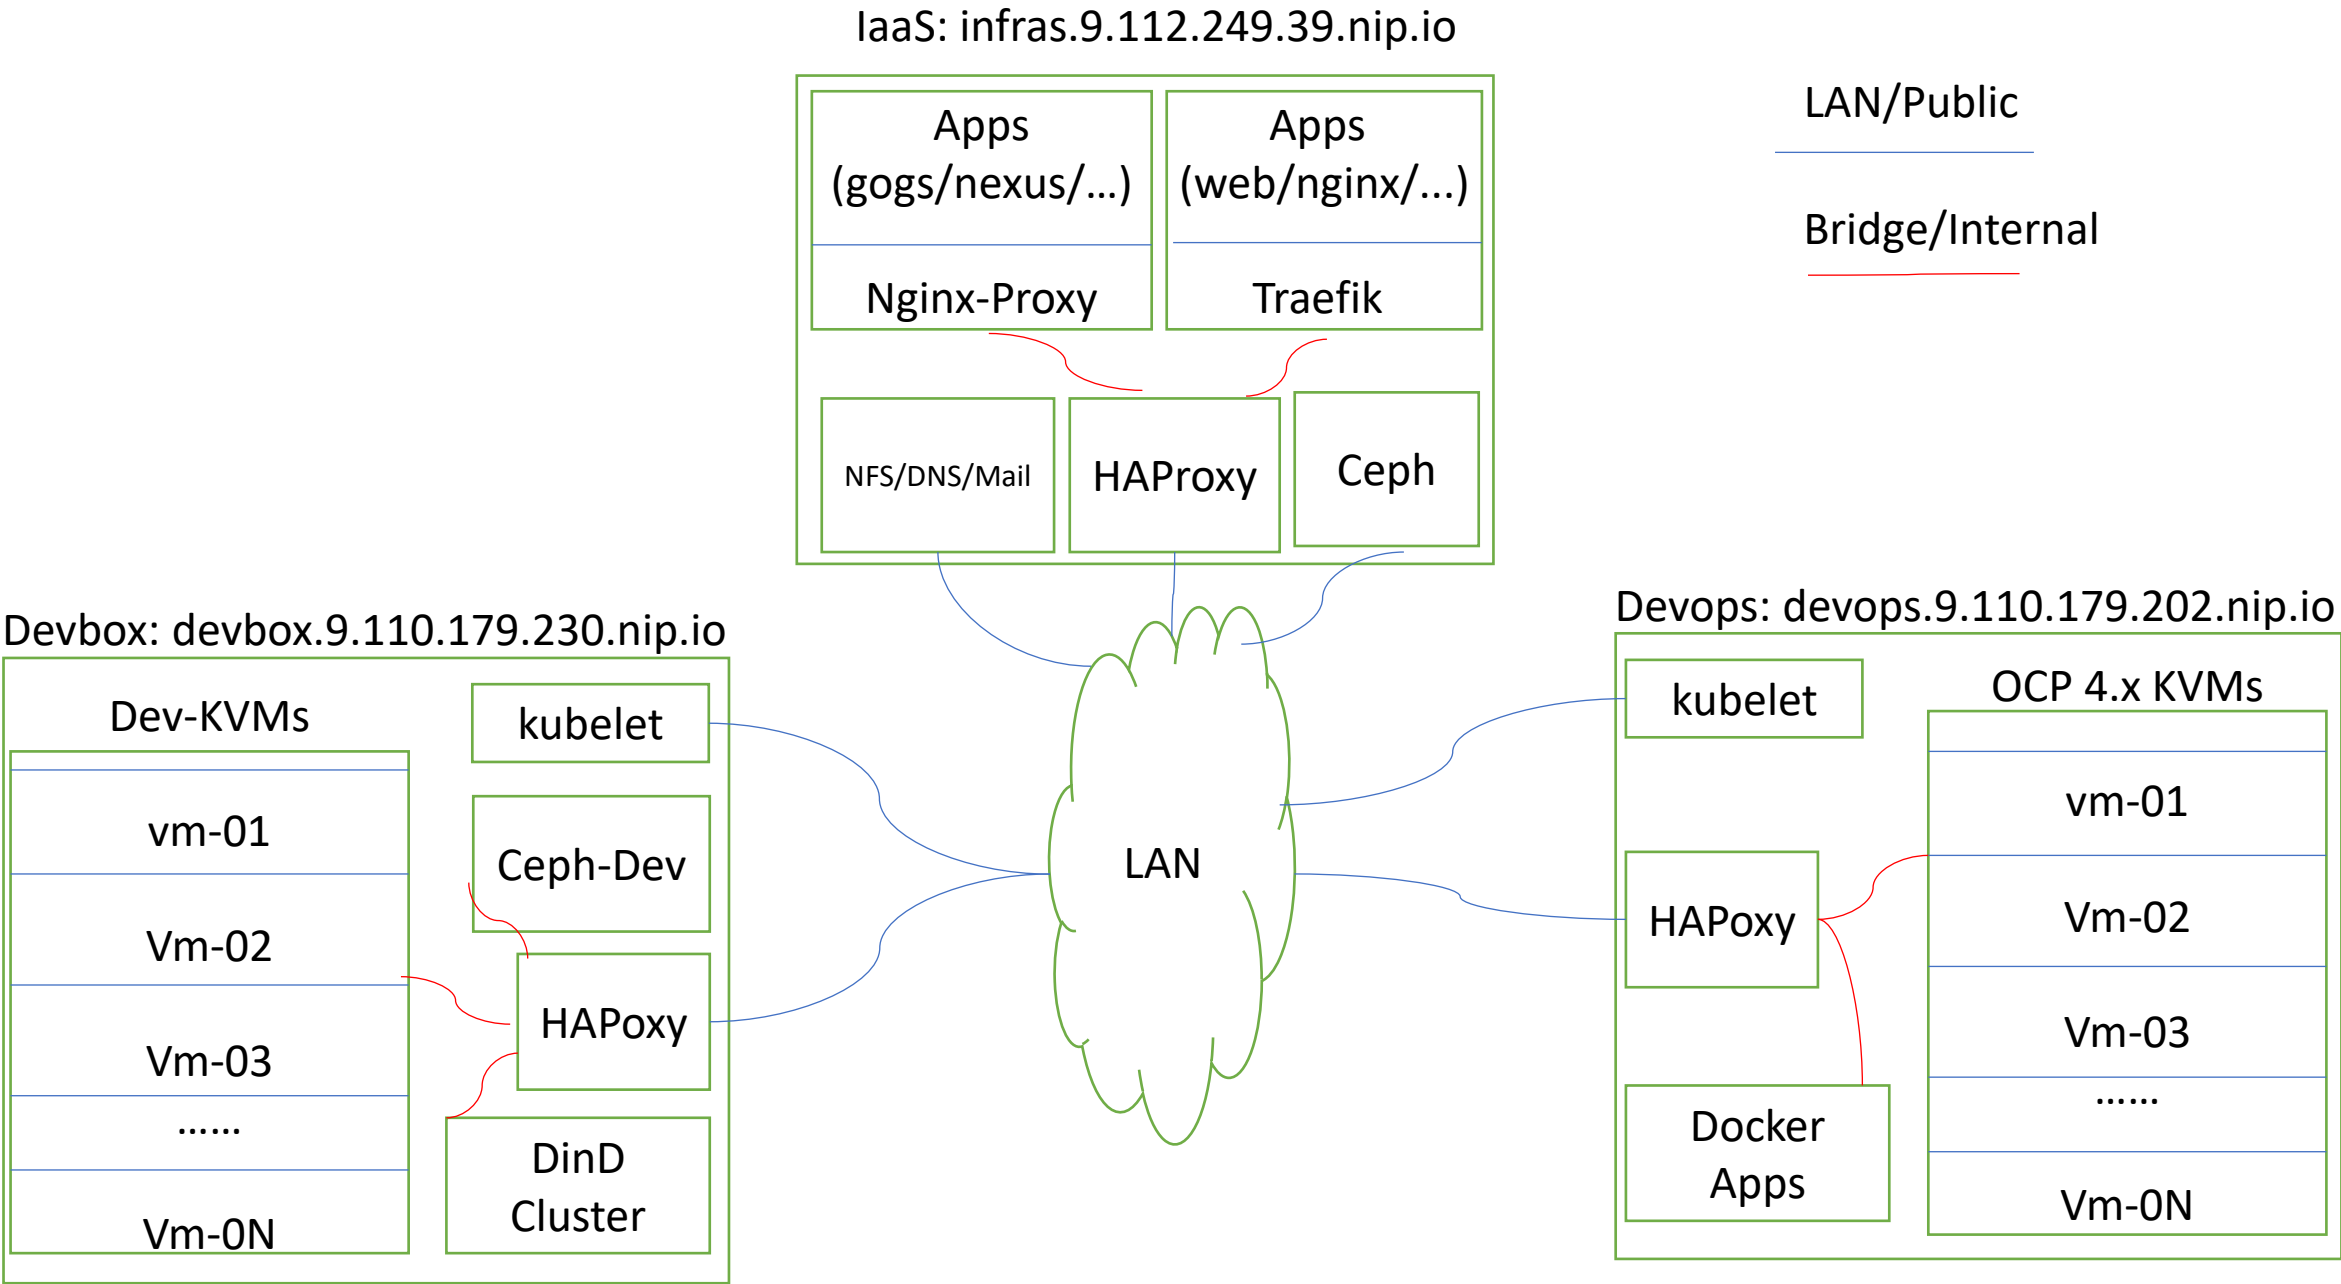 IaaS: infras.9.112.249.39.nip.io
Apps
(gogs/nexus/...)
Nginx-Proxy
Apps
(web/nginx/...)
Traefik
NFS/DNS/Mail
HAProxy
Ceph
LAN/Public
Bridge/Internal
Devbox: devbox.9.110.179.230.nip.io
Dev-KVMs
vm-01
Vm-02
Vm-03
......
Vm-0N
kubelet
Ceph-Dev
HAPoxy
DinD
Cluster
LAN
Devops: devops.9.110.179.202.nip.io
kubelet
HAPoxy
Docker
Apps
OCP 4.x KVMs
vm-01
Vm-02
Vm-03
......
Vm-0N